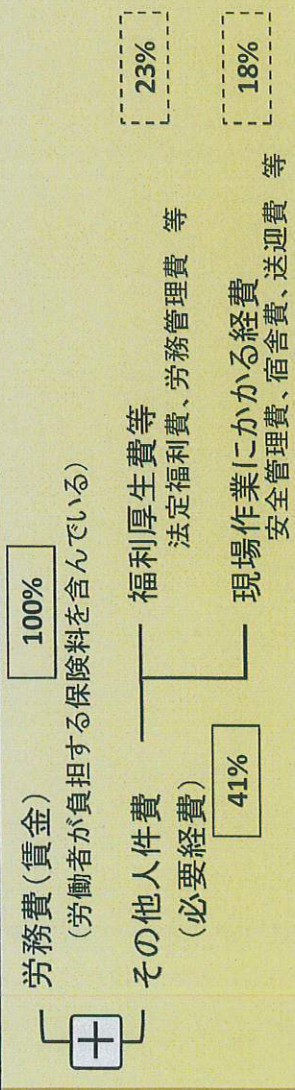 労務費(賃金) 100%
(労働者が負担する保険料を含んでいる)
+
その他人件費
(必要経費)
41%
福利厚生費等
法定福利費、労務管理費 等
23%
現場作業にかかる経費
安全管理費、宿舎費、送迎費 等
18%